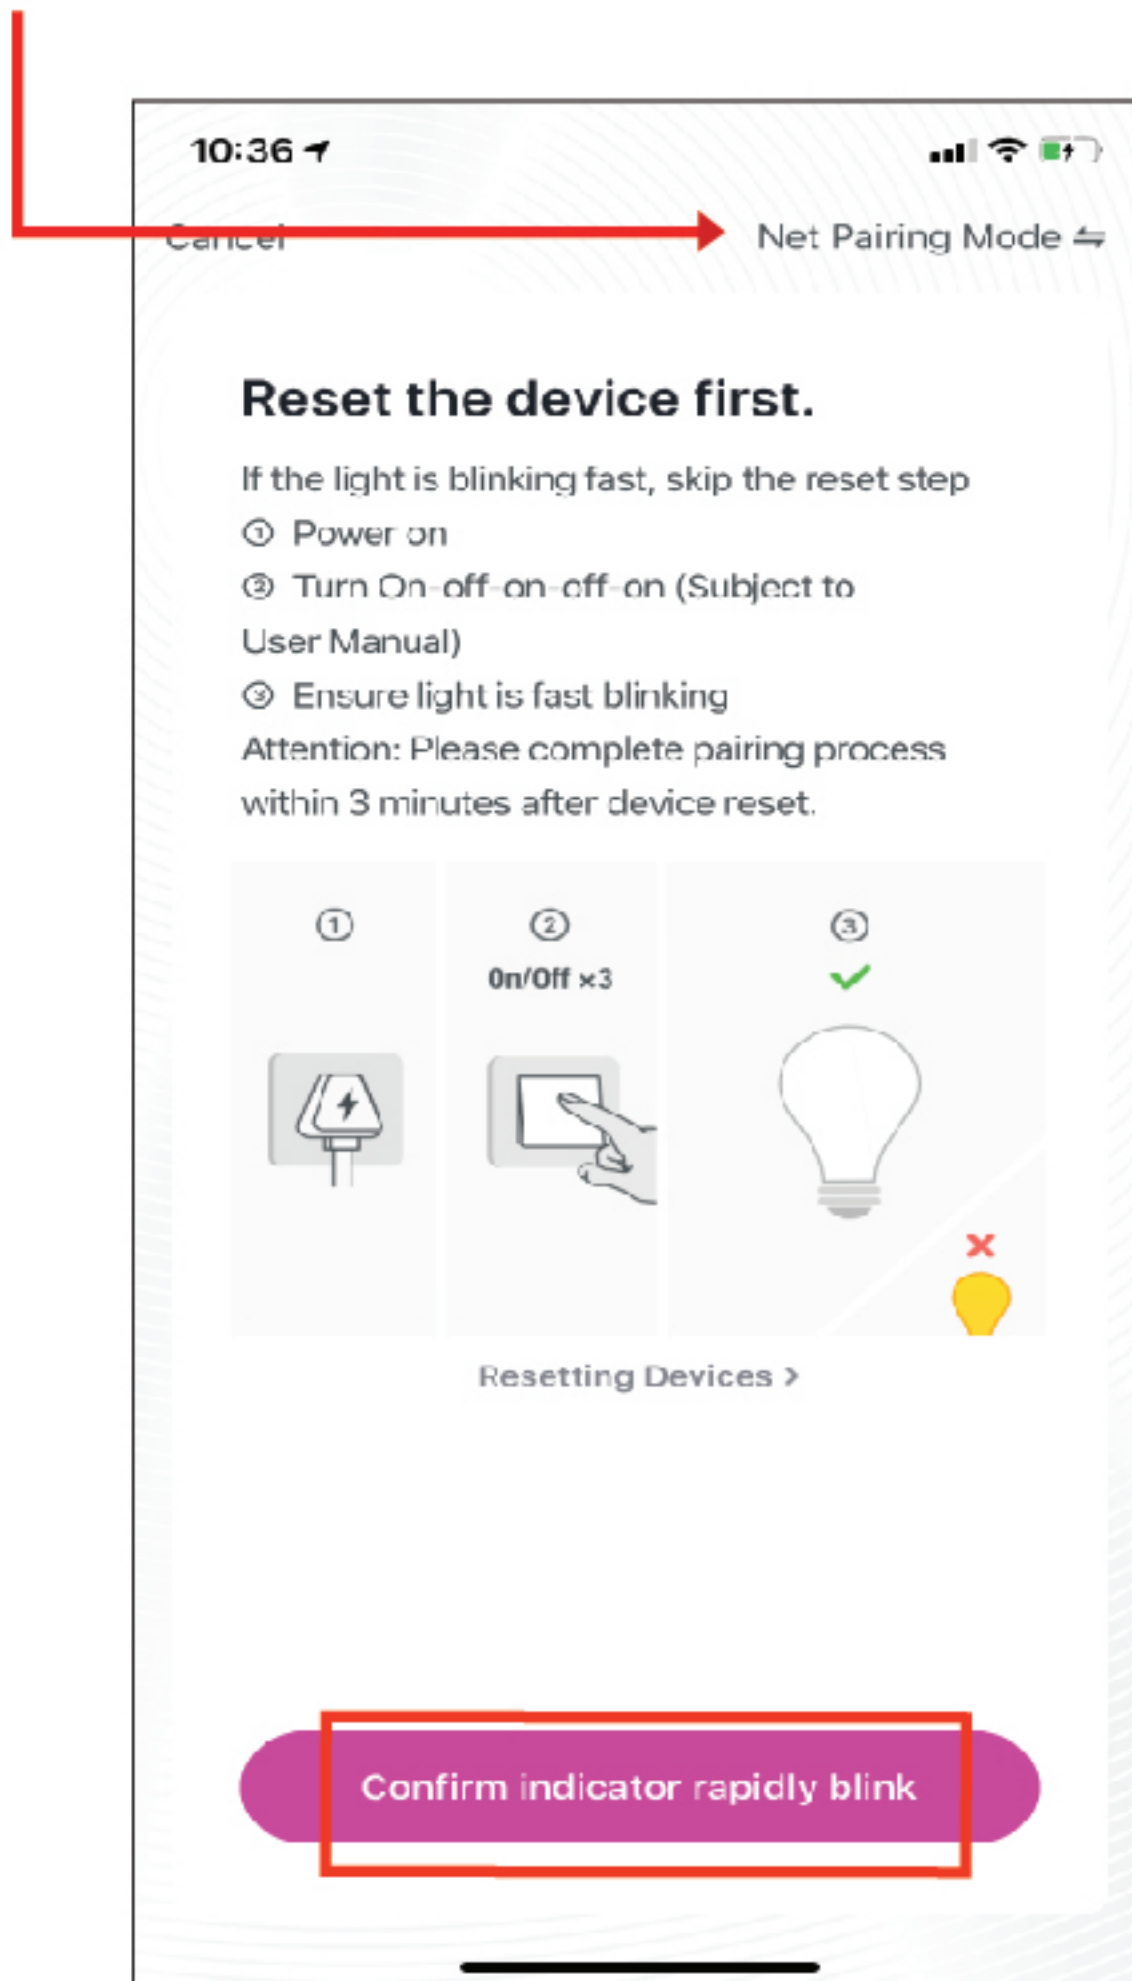 10:36
Cancel
Net Pairing Mode ⇋
Reset the device first.
If the light is blinking fast, skip the reset step
① Power on
② Turn On-off-on-off-on (Subject to
User Manual)
③ Ensure light is fast blinking
Attention: Please complete pairing process
within 3 minutes after device reset.
①
②
③
On/Off ×3
Resetting Devices >
Confirm indicator rapidly blink